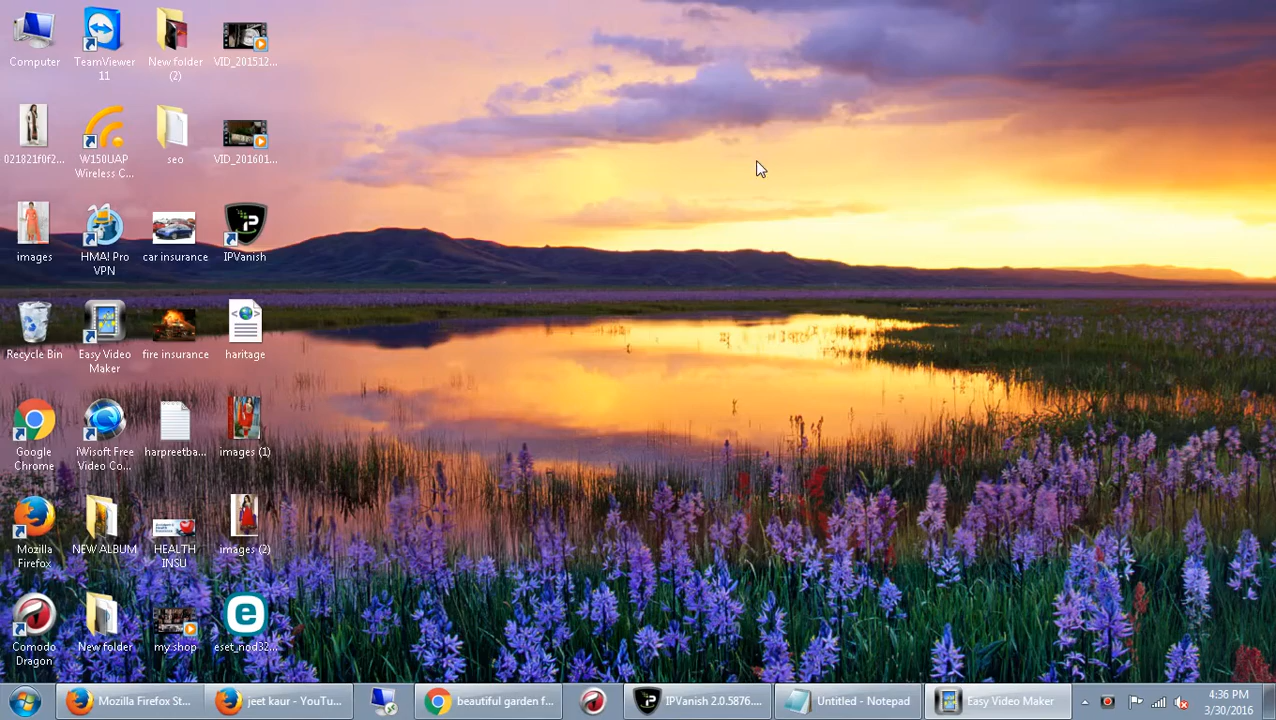 Computer
TeamViewer
11
New folder
(2)
VID_201512...
021821f0f2...
W150UAP
Wireless C...
seo
VID_201601...
images
HMA! Pro
VPN
car insurance
IPVanish
Recycle Bin
Easy Video
Maker
fire insurance
haritage
Google
Chrome
iWisoft Free
Video Co...
harpreetba...
images (1)
Mozilla
Firefox
NEW ALBUM
HEALTH
INSU
images (2)
Comodo
Dragon
New folder
my shop
eset_nod32...
Mozilla Firefox St...
jeet kaur - YouTu...
beautiful garden f...
IPVanish 2.0.5876....
Untitled - Notepad
Easy Video Maker
4:36 PM
3/30/2016